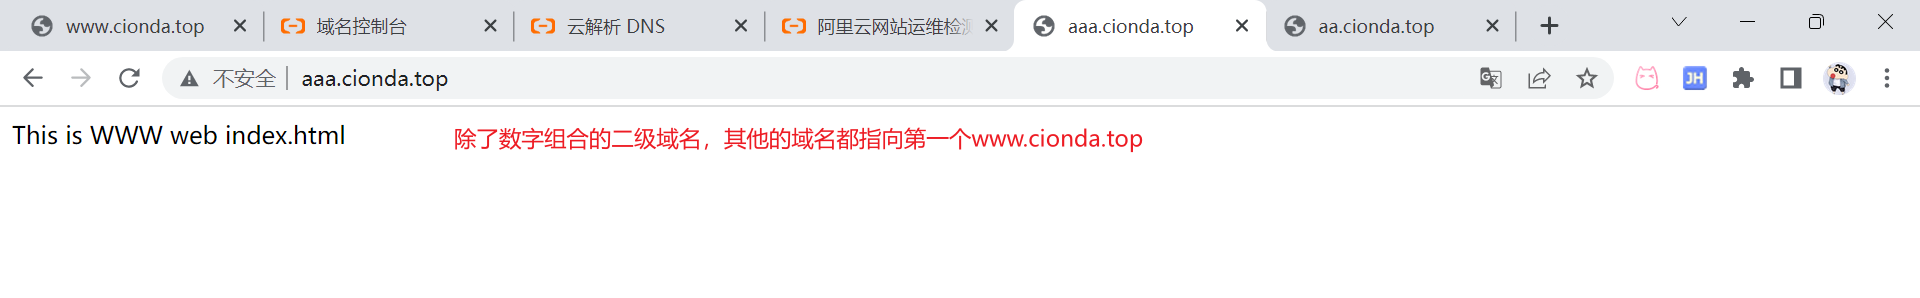 www.cionda.top
域名控制台
云解析 DNS
阿里云网站运维检测
aaa.cionda.top
aa.cionda.top
不安全 aaa.cionda.top
JH
This is WWW web index.html
除了数字组合的二级域名，其他的域名都指向第一个www.cionda.top